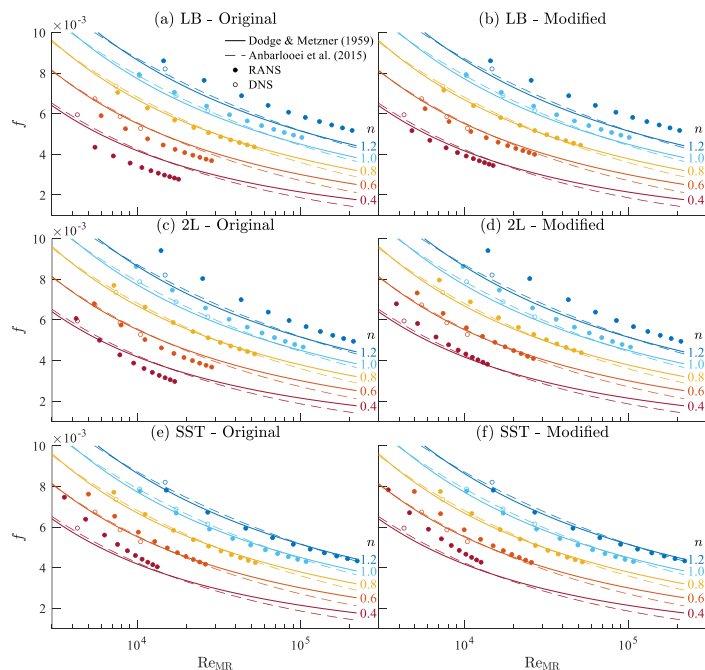 (a) LB - Original
(b) LB - Modified
×10⁻³
10
8
6
4
2
f
Dodge & Metzner (1959)
Anbarlooei et al. (2015)
RANS
DNS
n
1.2
1.0
0.8
0.6
0.4
n
1.2
1.0
0.8
0.6
0.4
(c) 2L - Original
(d) 2L - Modified
×10⁻³
10
8
6
4
2
f
n
1.2
1.0
0.8
0.6
0.4
n
1.2
1.0
0.8
0.6
0.4
(e) SST - Original
(f) SST - Modified
×10⁻³
10
8
6
4
2
f
n
1.2
1.0
0.8
0.6
0.4
n
1.2
1.0
0.8
0.6
0.4
10⁴
10⁵
10⁴
10⁵
Re_MR
Re_MR